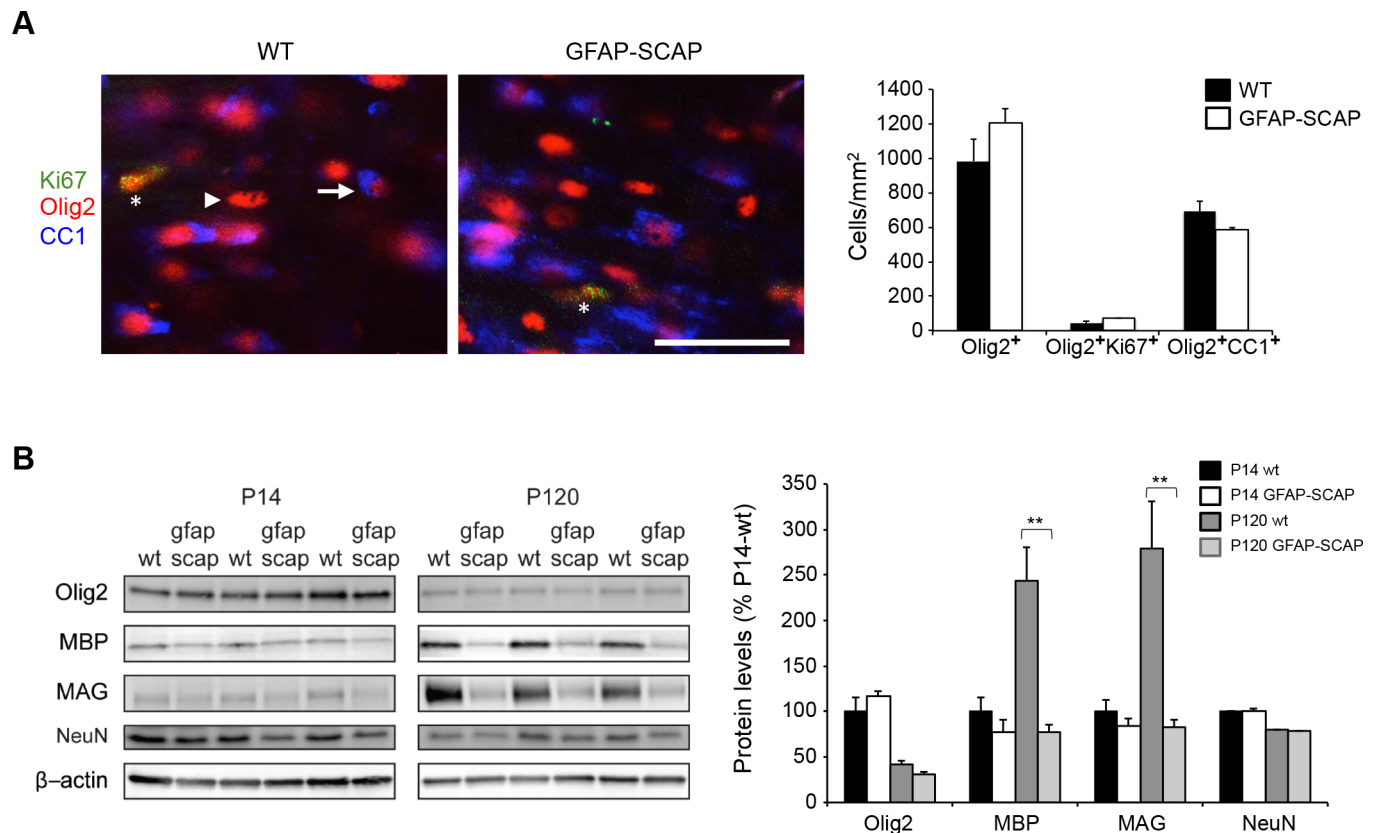 A
WT
GFAP-SCAP
Ki67
Olig2
CC1
*
*
1400
1200
1000
800
600
400
200
0
Cells/mm²
WT
GFAP-SCAP
Olig2⁺
Olig2⁺Ki67⁺
Olig2⁺CC1⁺
B
P14
P120
gfap gfap gfap gfap gfap
wt scap wt scap wt scap wt scap wt scap wt scap
Olig2
MBP
MAG
NeuN
β–actin
350
300
250
200
150
100
50
0
Protein levels (% P14-wt)
**
**
P14 wt
P14 GFAP-SCAP
P120 wt
P120 GFAP-SCAP
Olig2
MBP
MAG
NeuN